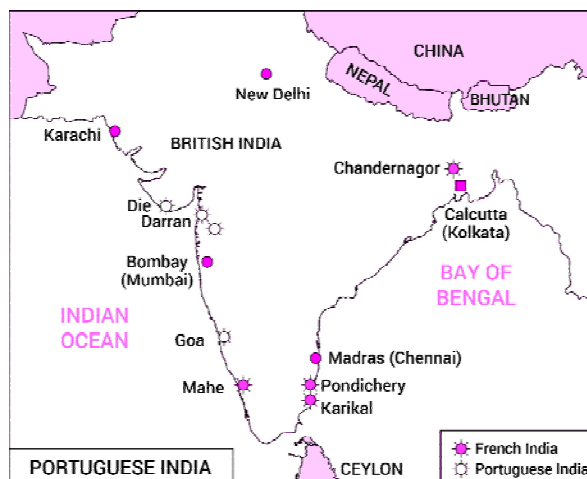 CHINA
NEPAL
BHUTAN
New Delhi
Karachi
BRITISH INDIA
Chandernagor
Die
Darran
Calcutta
(Kolkata)
Bombay
(Mumbai)
BAY OF
BENGAL
INDIAN
OCEAN
Goa
Madras (Chennai)
Mahe
Pondichery
Karikal
French India
PORTUGUESE INDIA
CEYLON
Portuguese India